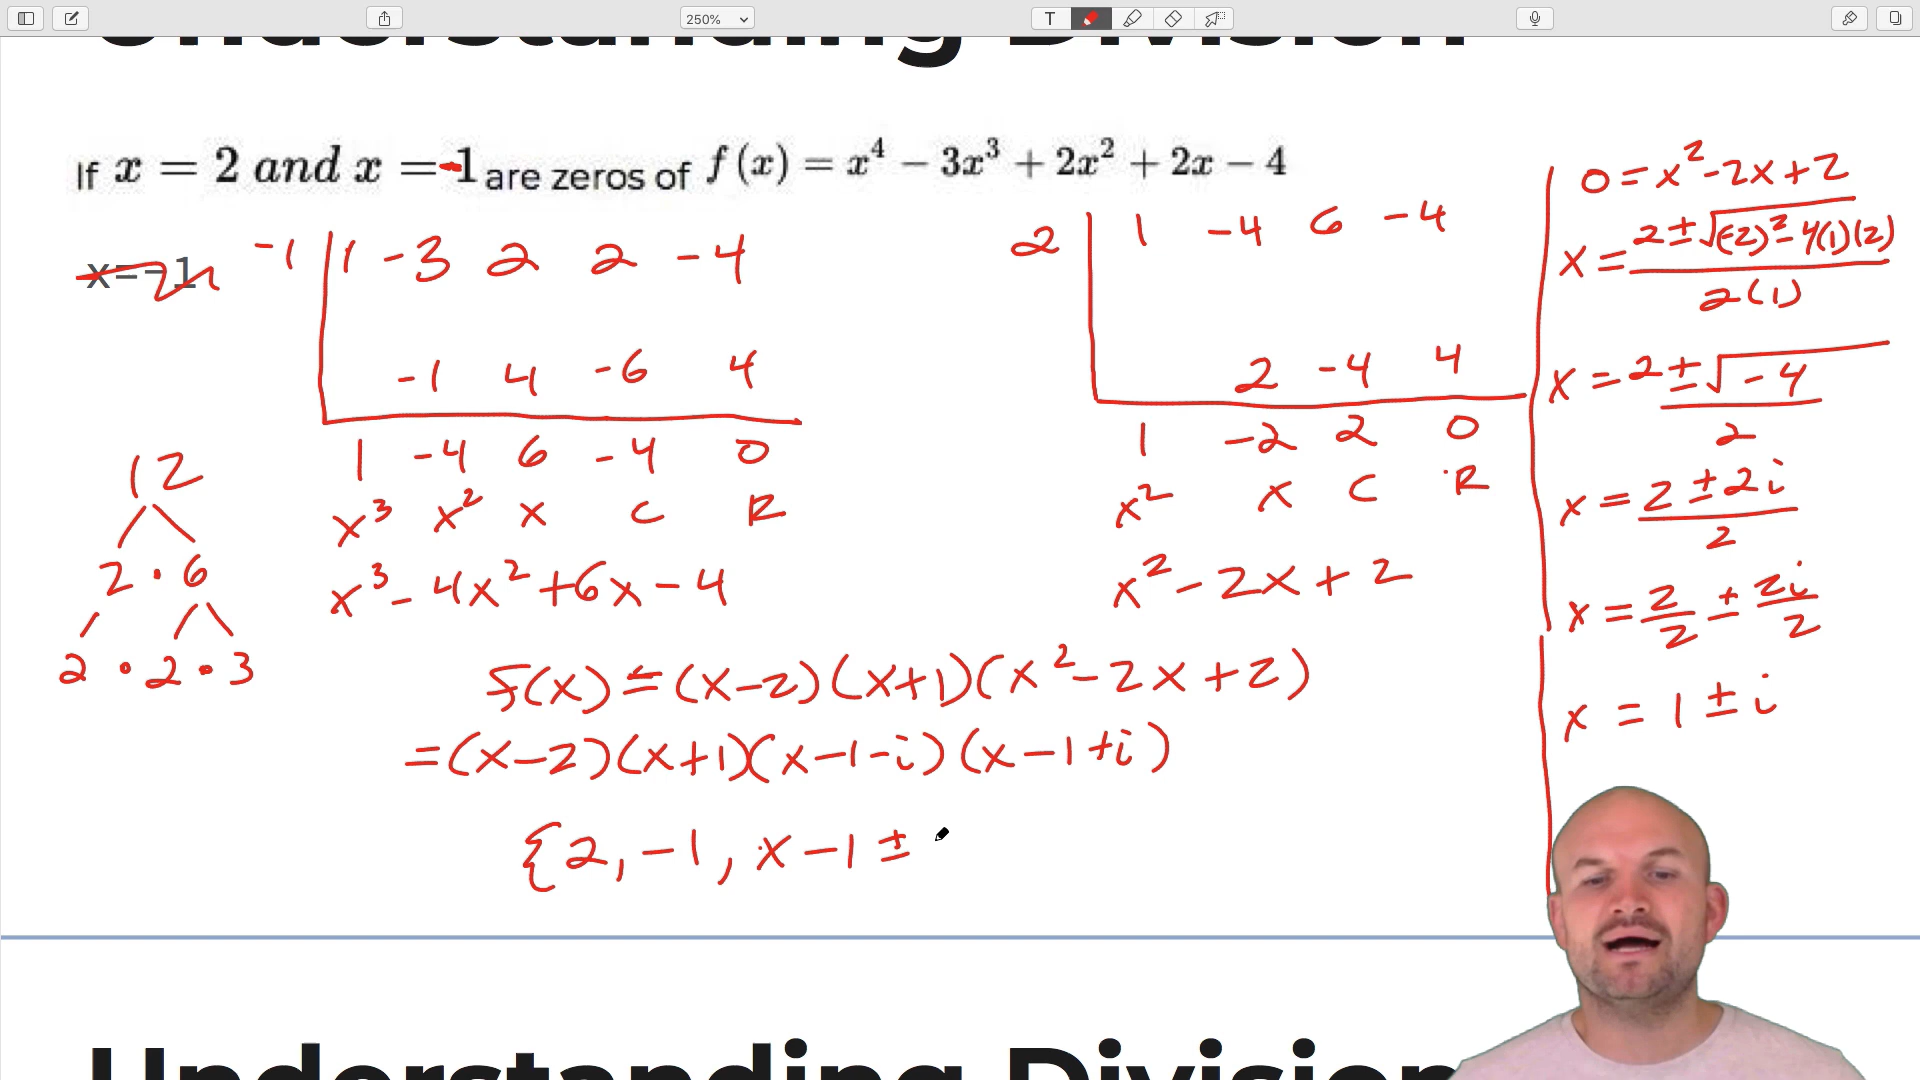 250%
T
Understanding Division
If x = 2 and x = -1 are zeros of f(x) = x⁴ − 3x³ + 2x² + 2x − 4
x=-1
-1 | 1 -3 2 2 -4
-1 4 -6 4
1 -4 6 -4 0
x³ x² x C R
x³ - 4x² + 6x - 4
12
2 · 6
2 · 2 · 3
2 | 1 -4 6 -4
2 -4 4
1 -2 2 0
x² x C R
x² - 2x + 2
f(x) = (x-2)(x+1)(x²-2x+2)
= (x-2)(x+1)(x-1-i)(x-1+i)
{2, -1, x-1 ±
0 = x²-2x+2
x = 2 ± √(-2)² - 4(1)(2)
2(1)
x = 2 ± √-4
2
x = 2 ± 2i
2
x = 2/2 ± 2i/2
x = 1 ± i
Understanding Division